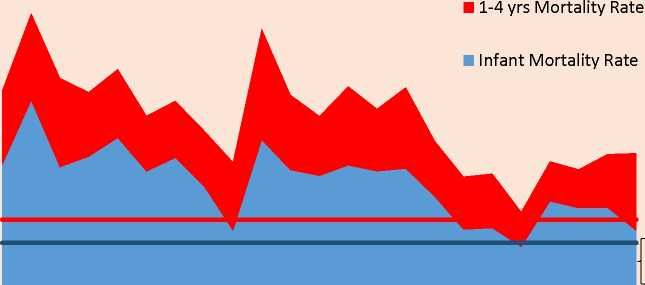 1-4 yrs Mortality Rate
Infant Mortality Rate